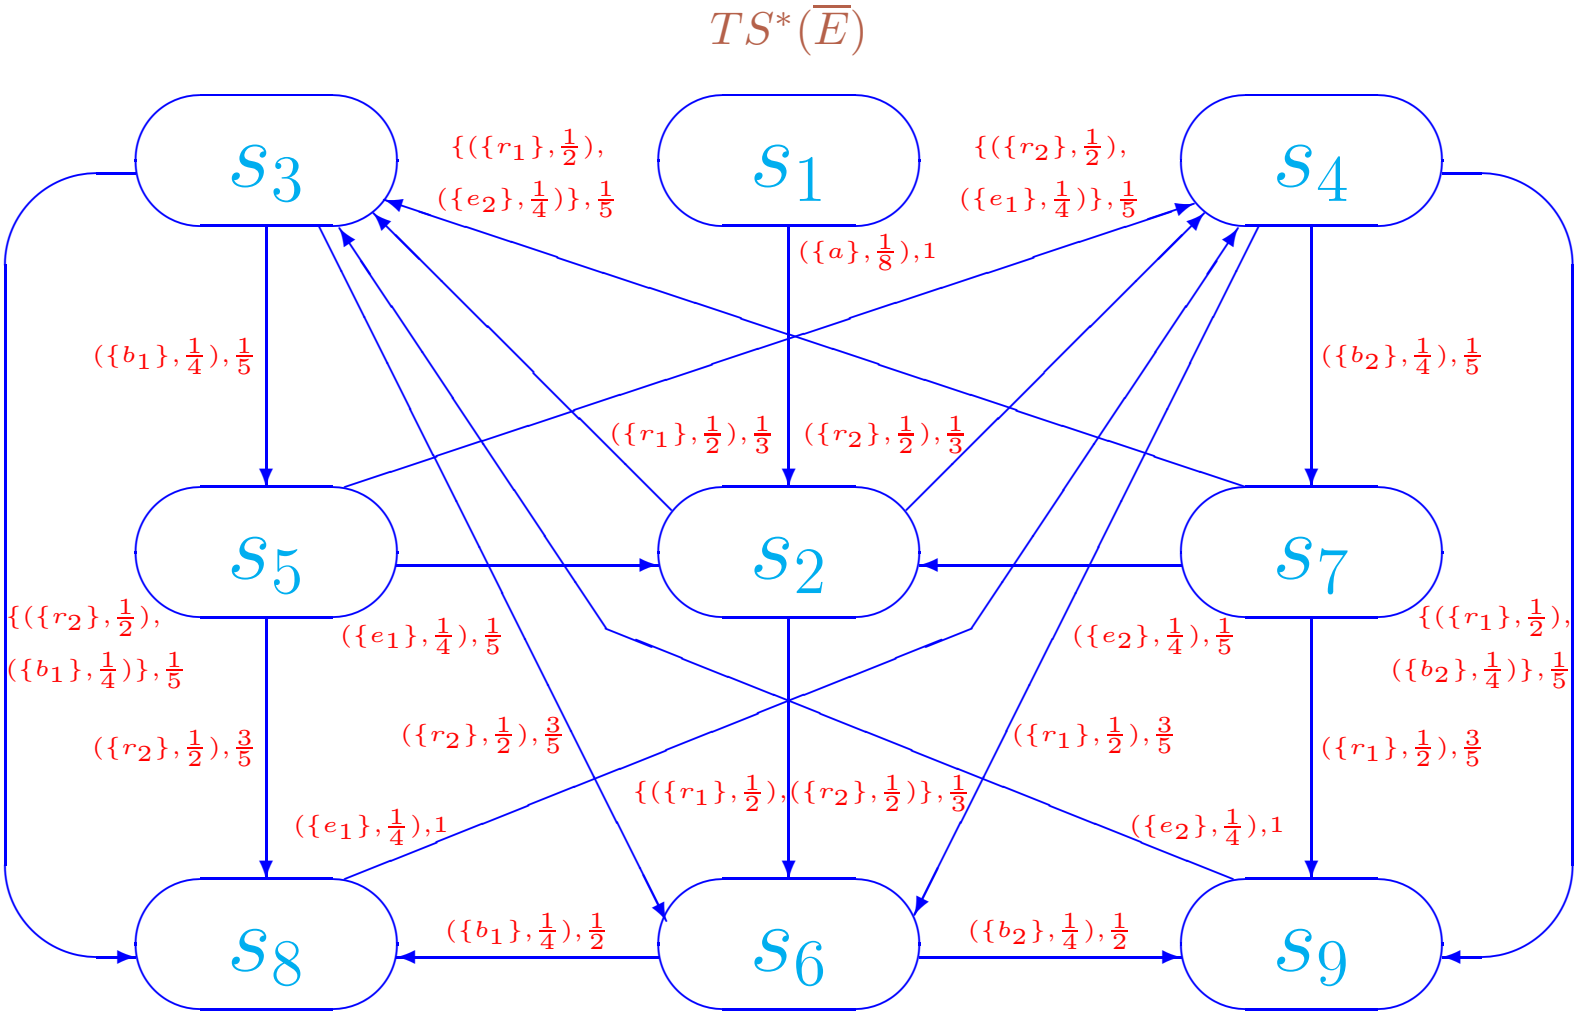 TS*(E̅)
s₃
s₁
s₄
{({r₁},1/2),
({e₂},1/4)},1/5
{({r₂},1/2),
({e₁},1/4)},1/5
({a},1/8),1
({b₁},1/4),1/5
({b₂},1/4),1/5
({r₁},1/2),1/3
({r₂},1/2),1/3
s₅
s₂
s₇
{({r₂},1/2),
({b₁},1/4)},1/5
({e₁},1/4),1/5
({e₂},1/4),1/5
{({r₁},1/2),
({b₂},1/4)},1/5
({r₂},1/2),3/5
({r₂},1/2),3/5
({r₁},1/2),3/5
({r₁},1/2),3/5
{({r₁},1/2),({r₂},1/2)},1/3
({e₁},1/4),1
({e₂},1/4),1
s₈
({b₁},1/4),1/2
s₆
({b₂},1/4),1/2
s₉